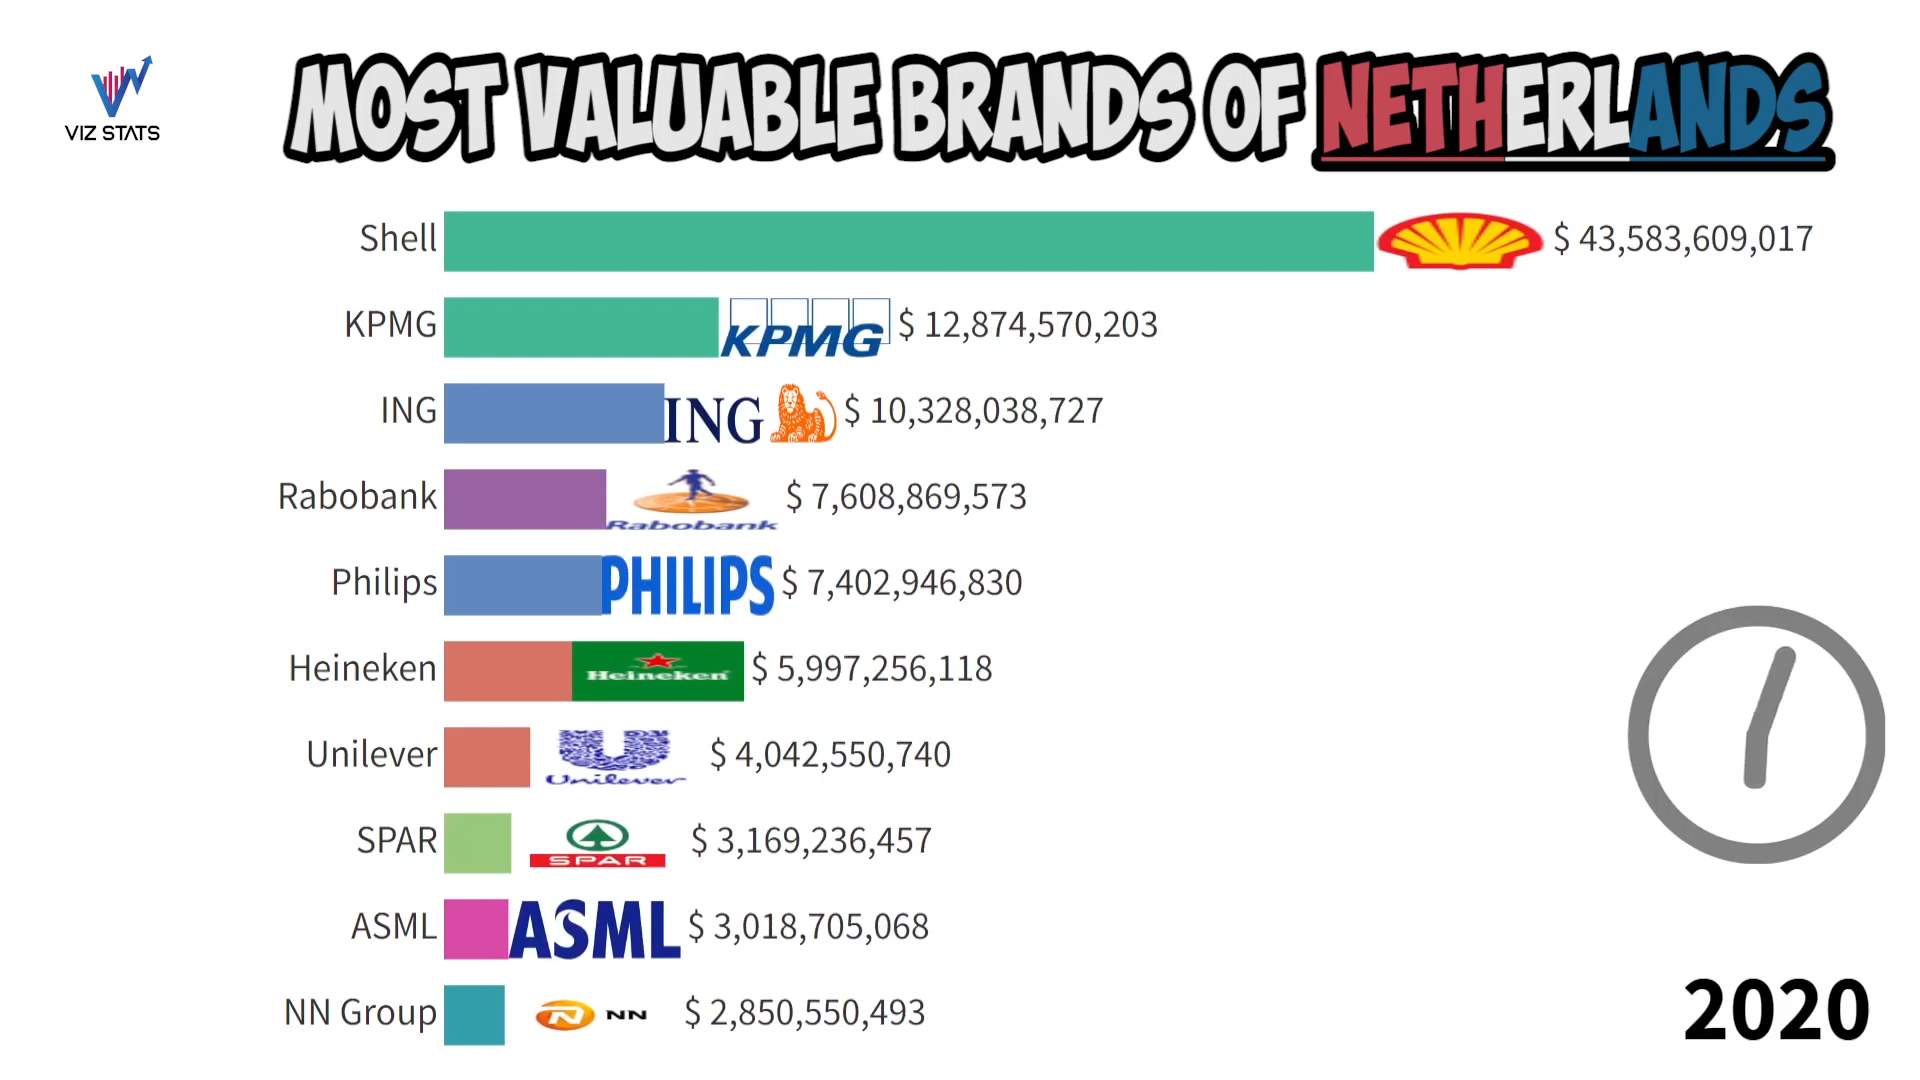 VIZ STATS
MOST VALUABLE BRANDS OF NETHERLANDS
Shell $ 43,583,609,017
KPMG KPMG $ 12,874,570,203
ING ING $ 10,328,038,727
Rabobank Rabobank $ 7,608,869,573
Philips PHILIPS $ 7,402,946,830
Heineken Heineken $ 5,997,256,118
Unilever Unilever $ 4,042,550,740
SPAR SPAR $ 3,169,236,457
ASML ASML $ 3,018,705,068
NN Group N NN $ 2,850,550,493
2020